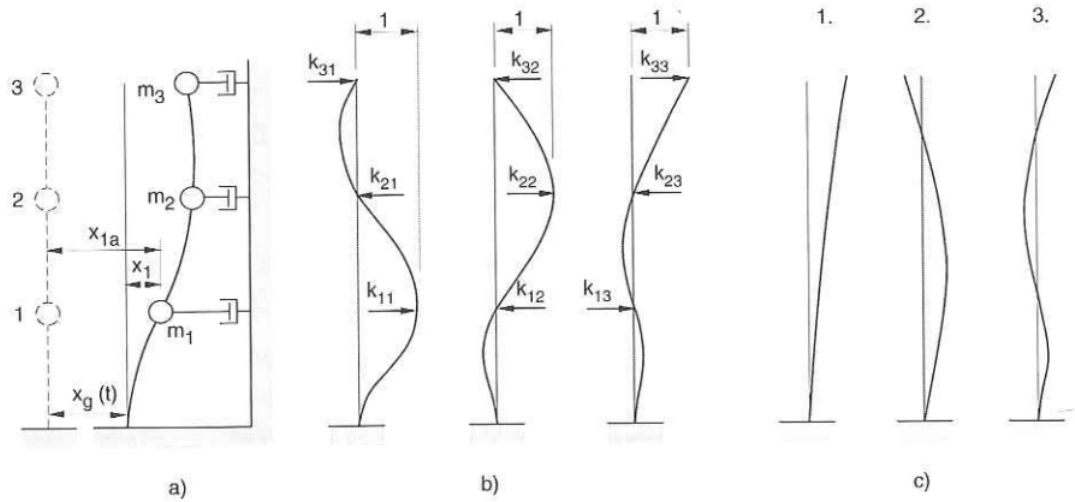 1 1 1 1. 2. 3.
k31 k32 k33
3 m3
k21 k22 k23
2 m2
x1a
x1
k11 k12 k13
1 m1
xg (t)
a) b) c)